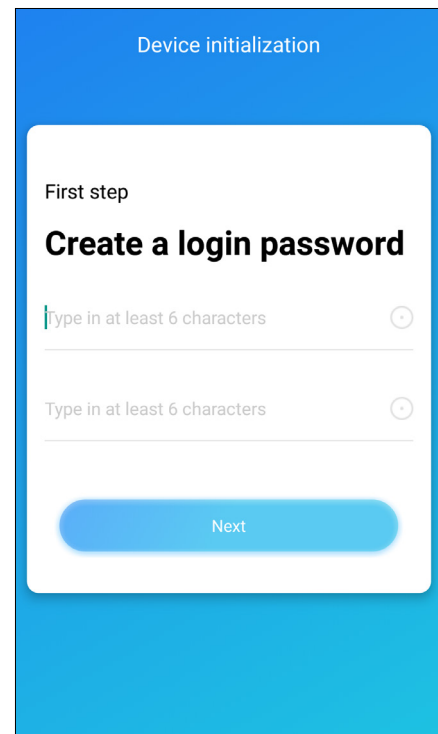 Device initialization
First step
Create a login password
Type in at least 6 characters
Type in at least 6 characters
Next